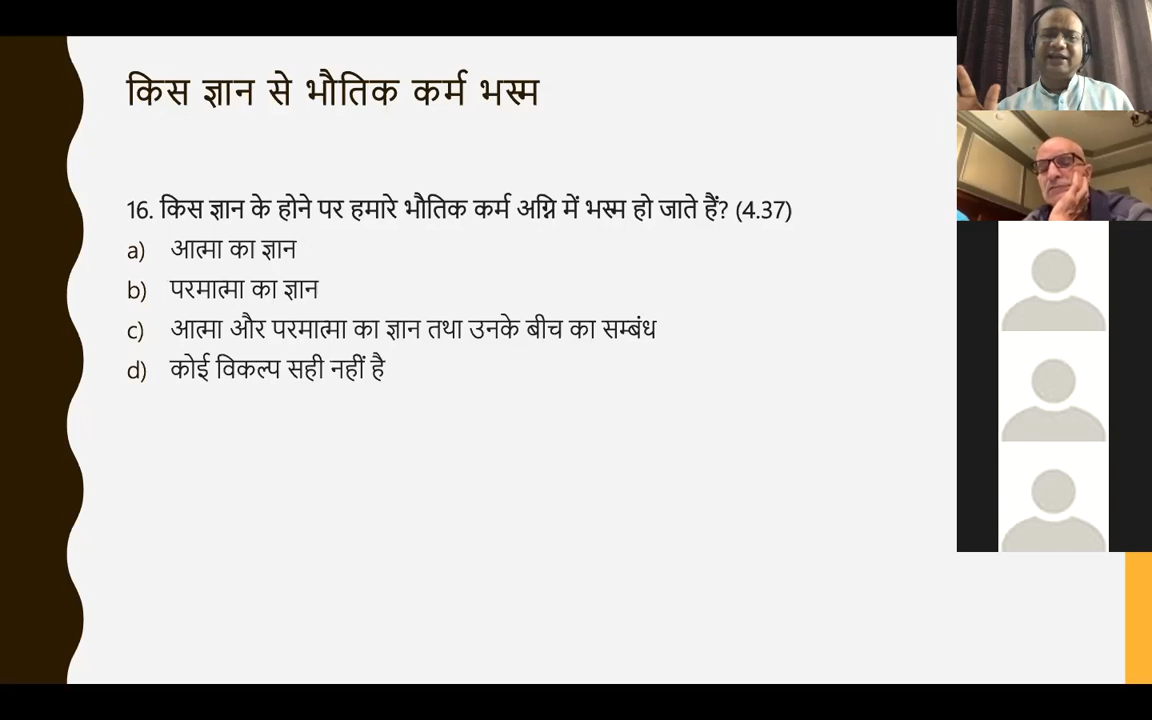 किस ज्ञान से भौतिक कर्म भस्म
16. किस ज्ञान के होने पर हमारे भौतिक कर्म अग्नि में भस्म हो जाते हैं? (4.37)
a) आत्मा का ज्ञान
b) परमात्मा का ज्ञान
c) आत्मा और परमात्मा का ज्ञान तथा उनके बीच का सम्बंध
d) कोई विकल्प सही नहीं है